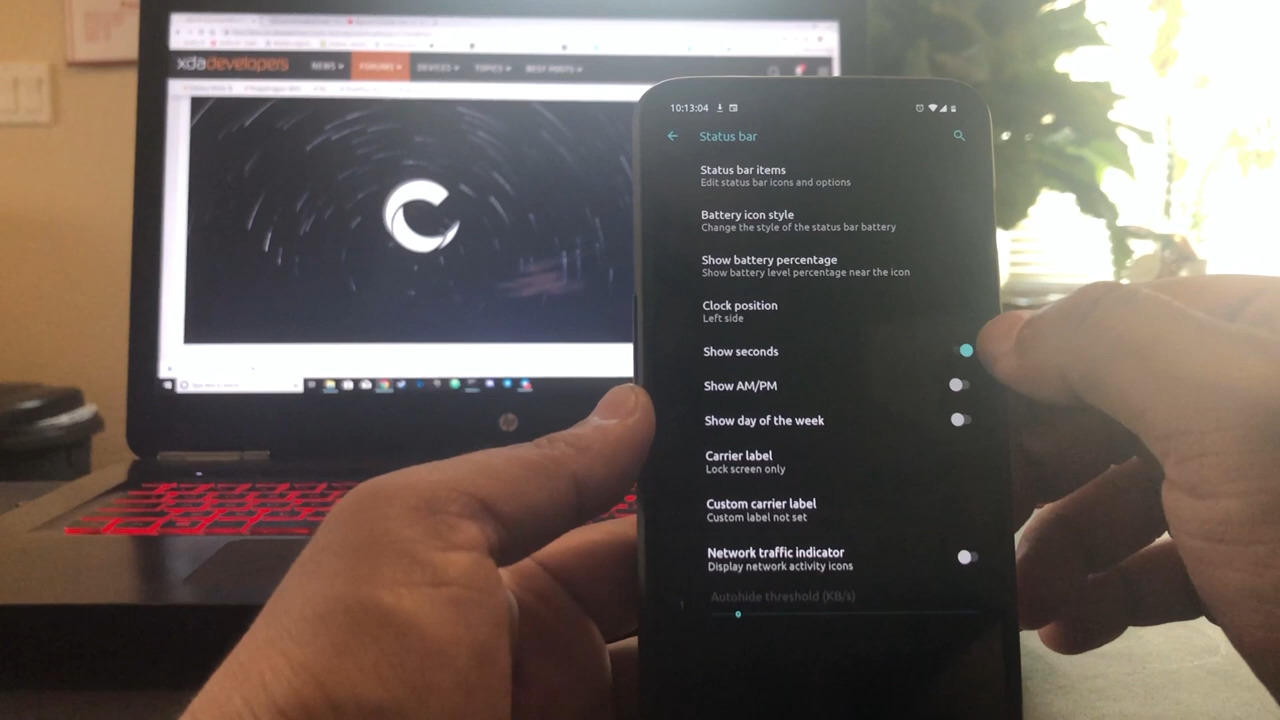 xdadevelopers
NEWS
FORUMS
DEVICES
TOPICS
BEST POSTS
hp
10:13:04
Status bar
Status bar items
Edit status bar icons and options
Battery icon style
Change the style of the status bar battery
Show battery percentage
Show battery level percentage near the icon
Clock position
Left side
Show seconds
Show AM/PM
Show day of the week
Carrier label
Lock screen only
Custom carrier label
Custom label not set
Network traffic indicator
Display network activity icons
Autohide threshold (KB/s)
1